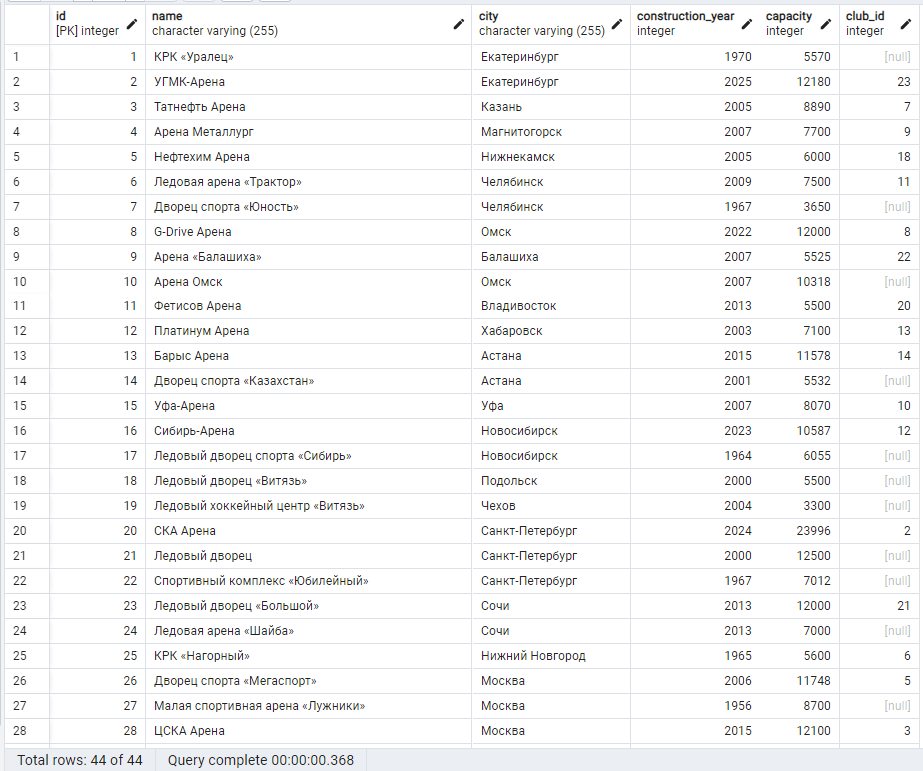 id name city construction_year capacity club_id
[PK] integer character varying (255) character varying (255) integer integer integer
1 1 КРК «Уралец» Екатеринбург 1970 5570 [null]
2 2 УГМК-Арена Екатеринбург 2025 12180 23
3 3 Татнефть Арена Казань 2005 8890 7
4 4 Арена Металлург Магнитогорск 2007 7700 9
5 5 Нефтехим Арена Нижнекамск 2005 6000 18
6 6 Ледовая арена «Трактор» Челябинск 2009 7500 11
7 7 Дворец спорта «Юность» Челябинск 1967 3650 [null]
8 8 G-Drive Арена Омск 2022 12000 8
9 9 Арена «Балашиха» Балашиха 2007 5525 22
10 10 Арена Омск Омск 2007 10318 [null]
11 11 Фетисов Арена Владивосток 2013 5500 20
12 12 Платинум Арена Хабаровск 2003 7100 13
13 13 Барыс Арена Астана 2015 11578 14
14 14 Дворец спорта «Казахстан» Астана 2001 5532 [null]
15 15 Уфа-Арена Уфа 2007 8070 10
16 16 Сибирь-Арена Новосибирск 2023 10587 12
17 17 Ледовый дворец спорта «Сибирь» Новосибирск 1964 6055 [null]
18 18 Ледовый дворец «Витязь» Подольск 2000 5500 [null]
19 19 Ледовый хоккейный центр «Витязь» Чехов 2004 3300 [null]
20 20 СКА Арена Санкт-Петербург 2024 23996 2
21 21 Ледовый дворец Санкт-Петербург 2000 12500 [null]
22 22 Спортивный комплекс «Юбилейный» Санкт-Петербург 1967 7012 [null]
23 23 Ледовый дворец «Большой» Сочи 2013 12000 21
24 24 Ледовая арена «Шайба» Сочи 2013 7000 [null]
25 25 КРК «Нагорный» Нижний Новгород 1965 5600 6
26 26 Дворец спорта «Мегаспорт» Москва 2006 11748 5
27 27 Малая спортивная арена «Лужники» Москва 1956 8700 [null]
28 28 ЦСКА Арена Москва 2015 12100 3
Total rows: 44 of 44 Query complete 00:00:00.368